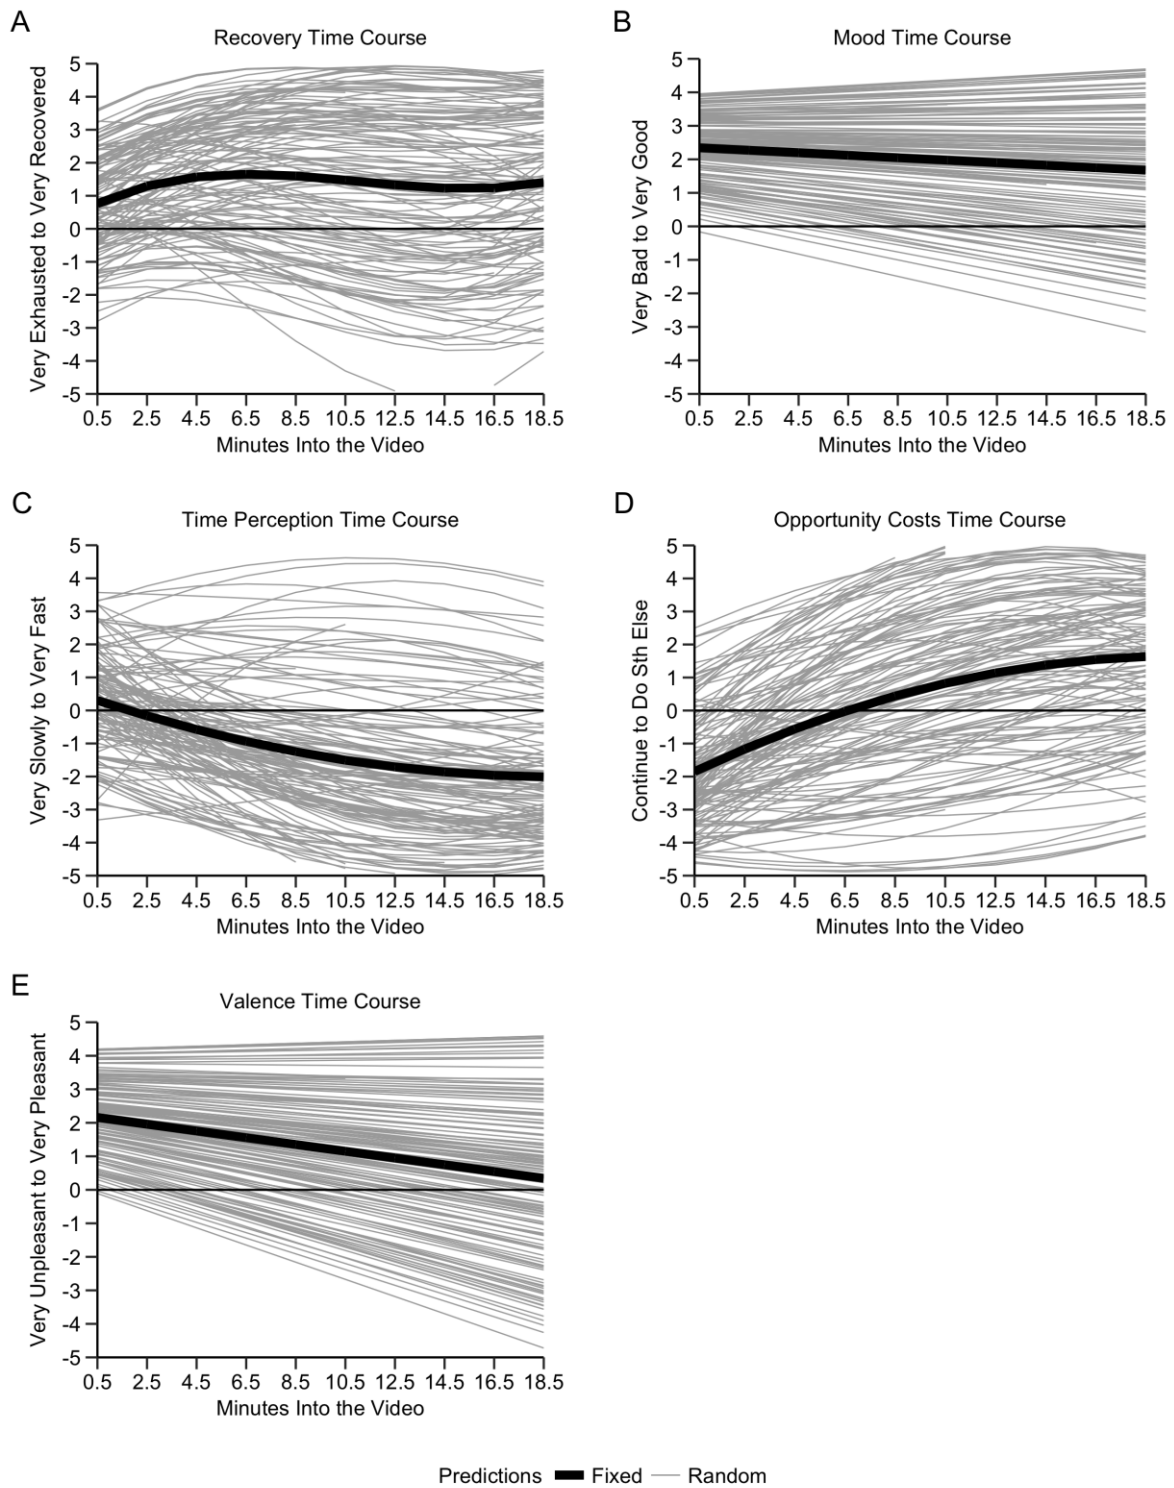 A
Recovery Time Course
Very Exhausted to Very Recovered
5
4
3
2
1
0
-1
-2
-3
-4
-5
0.5 2.5 4.5 6.5 8.5 10.5 12.5 14.5 16.5 18.5
Minutes Into the Video
B
Mood Time Course
Very Bad to Very Good
5
4
3
2
1
0
-1
-2
-3
-4
-5
0.5 2.5 4.5 6.5 8.5 10.5 12.5 14.5 16.5 18.5
Minutes Into the Video
C
Time Perception Time Course
Very Slowly to Very Fast
5
4
3
2
1
0
-1
-2
-3
-4
-5
0.5 2.5 4.5 6.5 8.5 10.5 12.5 14.5 16.5 18.5
Minutes Into the Video
D
Opportunity Costs Time Course
Continue to Do Sth Else
5
4
3
2
1
0
-1
-2
-3
-4
-5
0.5 2.5 4.5 6.5 8.5 10.5 12.5 14.5 16.5 18.5
Minutes Into the Video
E
Valence Time Course
Very Unpleasant to Very Pleasant
5
4
3
2
1
0
-1
-2
-3
-4
-5
0.5 2.5 4.5 6.5 8.5 10.5 12.5 14.5 16.5 18.5
Minutes Into the Video
Predictions Fixed Random